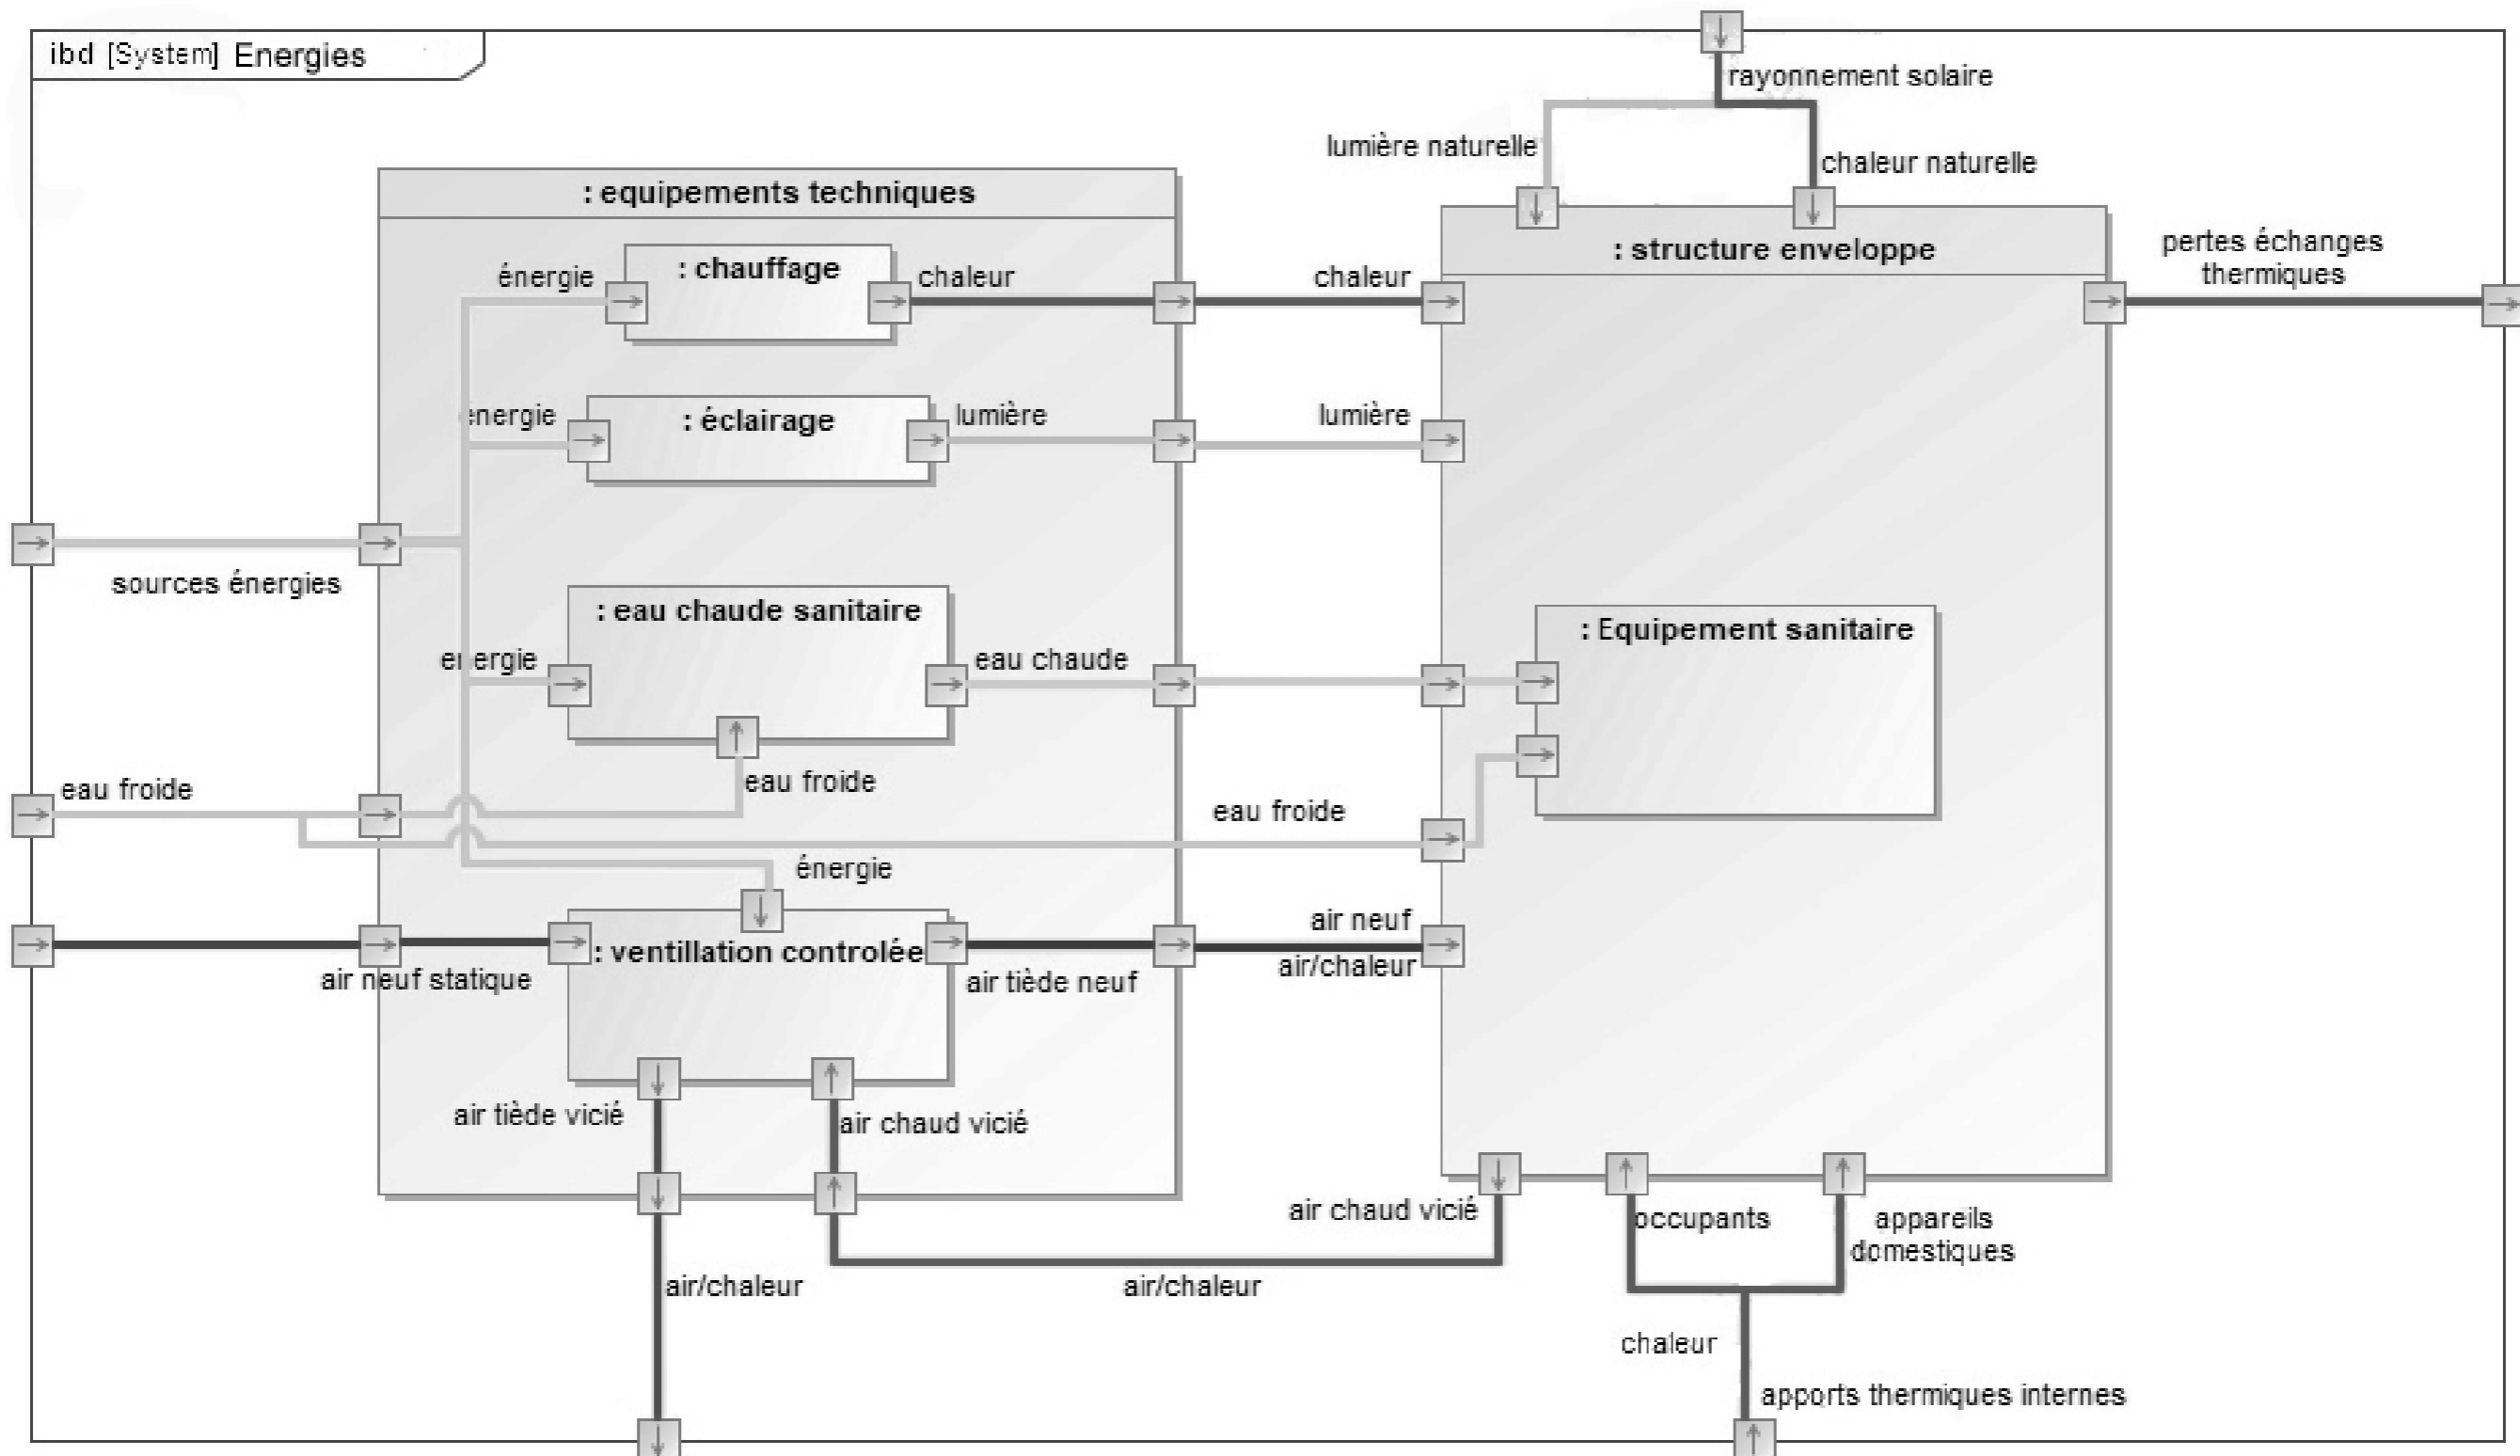 ibd [System] Energies
rayonnement solaire
lumière naturelle
chaleur naturelle
: equipements techniques
: structure enveloppe
pertes échanges
thermiques
énergie
: chauffage
chaleur
chaleur
énergie
: éclairage
lumière
lumière
sources énergies
: eau chaude sanitaire
: Equipement sanitaire
energie
eau chaude
eau froide
eau froide
eau froide
énergie
air neuf
: ventillation controlée
air/chaleur
air neuf statique
air tiède neuf
air tiède vicié
air chaud vicié
air chaud vicié
occupants
appareils
domestiques
air/chaleur
air/chaleur
chaleur
apports thermiques internes